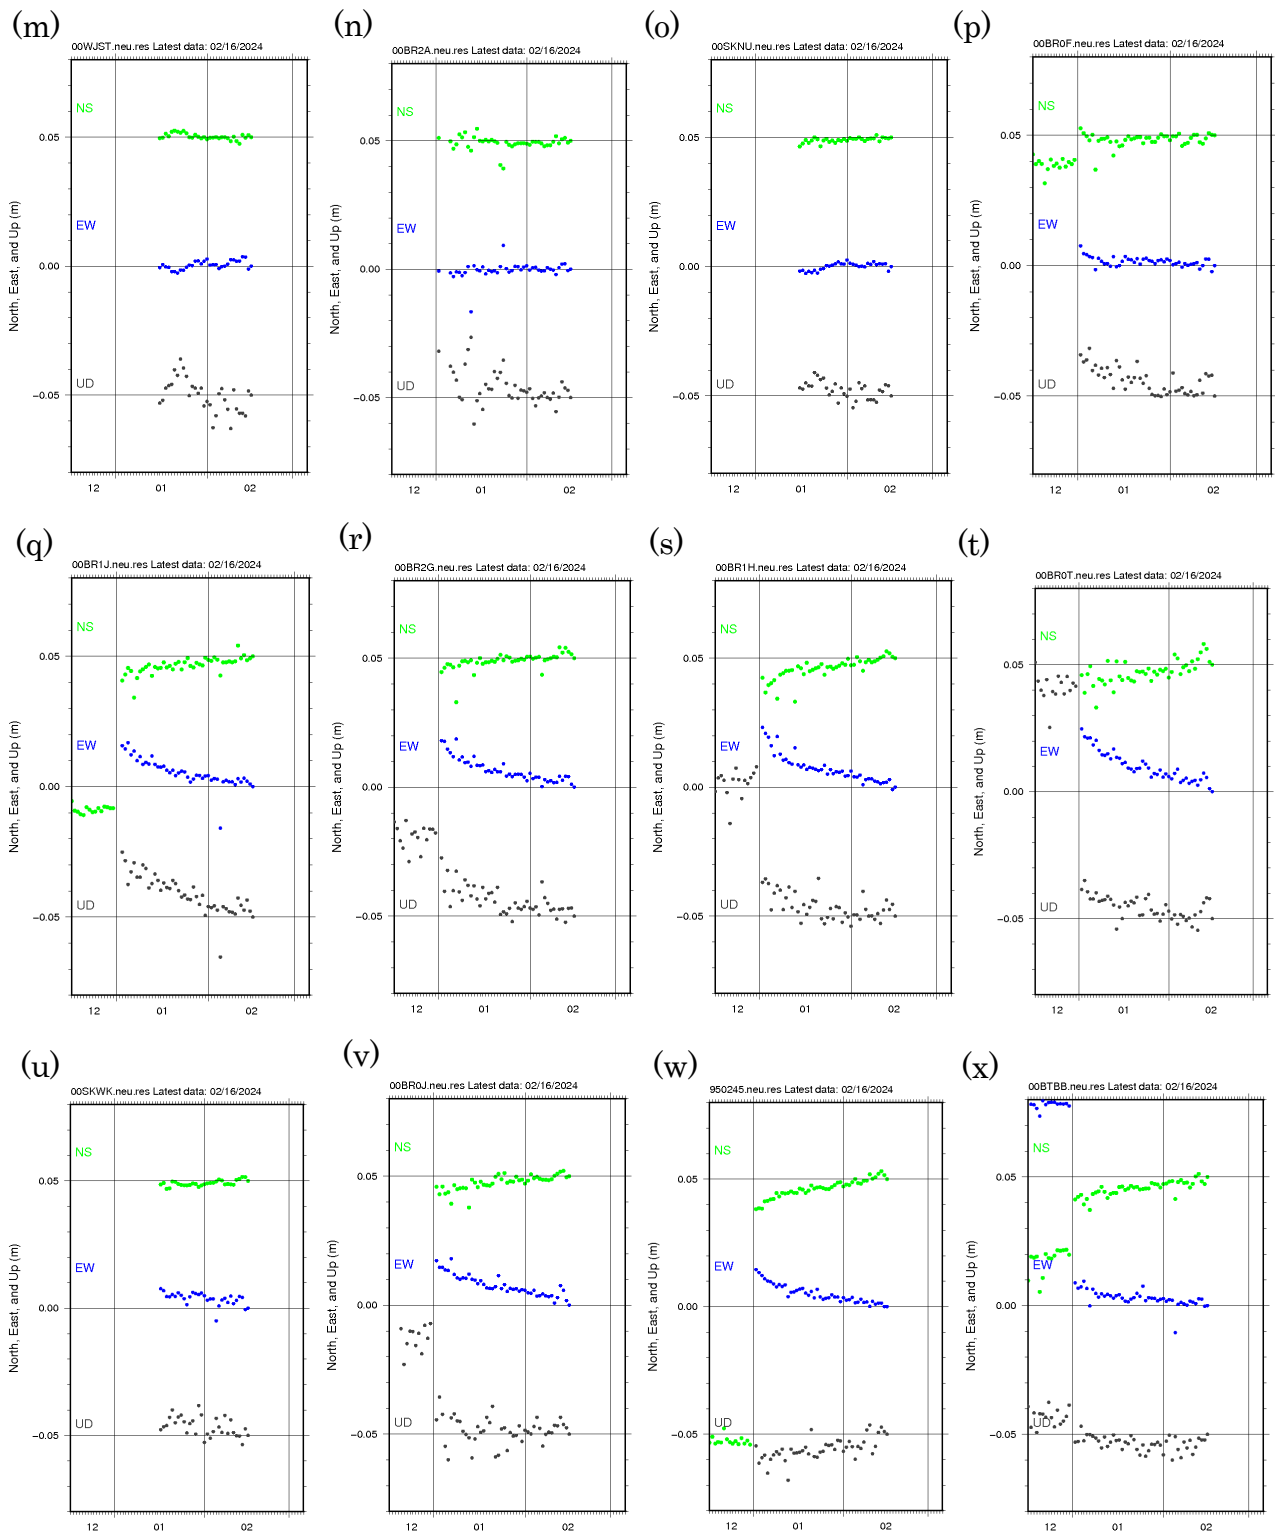 (m)
00WJST.neu.res Latest data: 02/16/2024
NS
0.05
EW
0.00
UD
−0.05
North, East, and Up (m)
12 01 02
(n)
00BR2A.neu.res Latest data: 02/16/2024
NS
0.05
EW
0.00
UD
−0.05
North, East, and Up (m)
12 01 02
(o)
00SKNU.neu.res Latest data: 02/16/2024
NS
0.05
EW
0.00
UD
−0.05
North, East, and Up (m)
12 01 02
(p)
00BR0F.neu.res Latest data: 02/16/2024
NS
0.05
EW
0.00
UD
−0.05
North, East, and Up (m)
12 01 02
(q)
00BR1J.neu.res Latest data: 02/16/2024
NS
0.05
EW
0.00
UD
−0.05
North, East, and Up (m)
12 01 02
(r)
00BR2G.neu.res Latest data: 02/16/2024
NS
0.05
EW
0.00
UD
−0.05
North, East, and Up (m)
12 01 02
(s)
00BR1H.neu.res Latest data: 02/16/2024
NS
0.05
EW
0.00
UD
−0.05
North, East, and Up (m)
12 01 02
(t)
00BR0T.neu.res Latest data: 02/16/2024
NS
0.05
EW
0.00
UD
−0.05
North, East, and Up (m)
12 01 02
(u)
00SKWK.neu.res Latest data: 02/16/2024
NS
0.05
EW
0.00
UD
−0.05
North, East, and Up (m)
12 01 02
(v)
00BR0J.neu.res Latest data: 02/16/2024
NS
0.05
EW
0.00
UD
−0.05
North, East, and Up (m)
12 01 02
(w)
950245.neu.res Latest data: 02/16/2024
NS
0.05
EW
0.00
UD
−0.05
North, East, and Up (m)
12 01 02
(x)
00BTBB.neu.res Latest data: 02/16/2024
NS
0.05
EW
0.00
UD
−0.05
North, East, and Up (m)
12 01 02